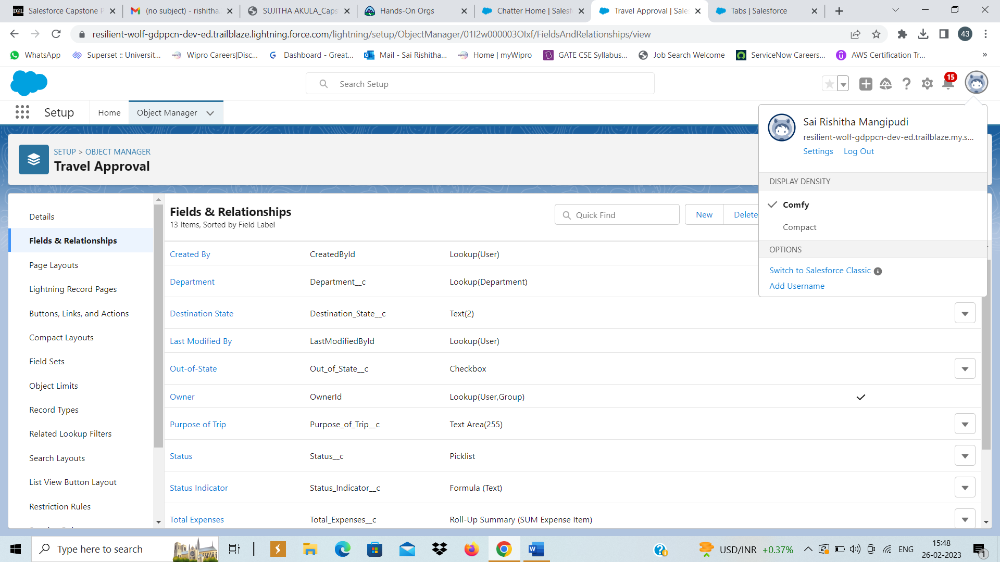 D2L Salesforce Capstone P
(no subject) - rishitha.
SUJITHA AKULA_Caps
Hands-On Orgs
Chatter Home | Salesf
Travel Approval | Sales
Tabs | Salesforce
resilient-wolf-gdppcn-dev-ed.trailblaze.lightning.force.com/lightning/setup/ObjectManager/01I2w000003OIxf/FieldsAndRelationships/view
43
WhatsApp
Superset :: Universit...
Wipro Careers|Disc...
Dashboard - Great...
Mail - Sai Rishitha...
Home | myWipro
GATE CSE Syllabus...
Job Search Welcome
ServiceNow Careers...
AWS Certification Tr...
»
Search Setup
15
Setup
Home
Object Manager
Sai Rishitha Mangipudi
resilient-wolf-gdppcn-dev-ed.trailblaze.my.s...
Settings Log Out
DISPLAY DENSITY
Comfy
Compact
OPTIONS
Switch to Salesforce Classic
Add Username
SETUP > OBJECT MANAGER
Travel Approval
Details
Fields & Relationships
Page Layouts
Lightning Record Pages
Buttons, Links, and Actions
Compact Layouts
Field Sets
Object Limits
Record Types
Related Lookup Filters
Search Layouts
List View Button Layout
Restriction Rules
Fields & Relationships
13 Items, Sorted by Field Label
Quick Find
New
Delete
Created By CreatedById Lookup(User)
Department Department__c Lookup(Department)
Destination State Destination_State__c Text(2)
Last Modified By LastModifiedById Lookup(User)
Out-of-State Out_of_State__c Checkbox
Owner OwnerId Lookup(User,Group)
Purpose of Trip Purpose_of_Trip__c Text Area(255)
Status Status__c Picklist
Status Indicator Status_Indicator__c Formula (Text)
Total Expenses Total_Expenses__c Roll-Up Summary (SUM Expense Item)
Type here to search
USD/INR +0.37%
ENG
15:48
26-02-2023
1